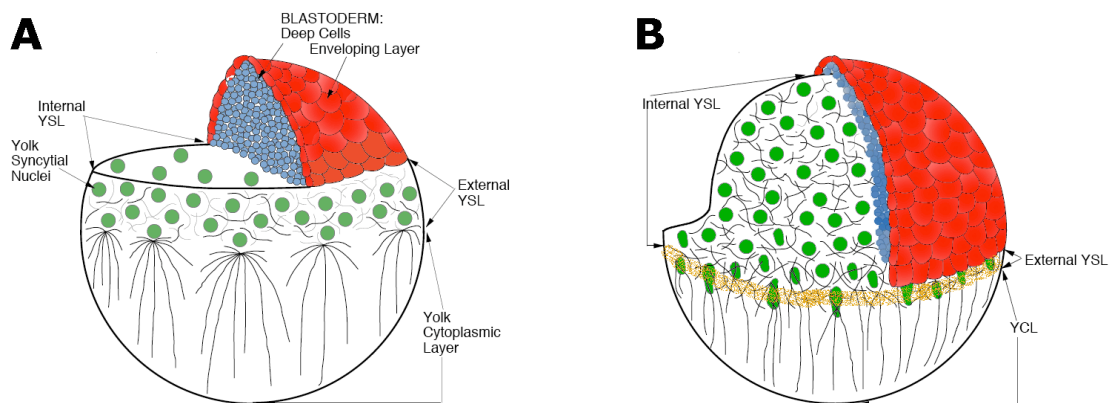 A
BLASTODERM:
Deep Cells
Enveloping Layer
Internal
YSL
Yolk
Syncytial
Nuclei
External
YSL
Yolk
Cytoplasmic
Layer
B
Internal YSL
External YSL
YCL